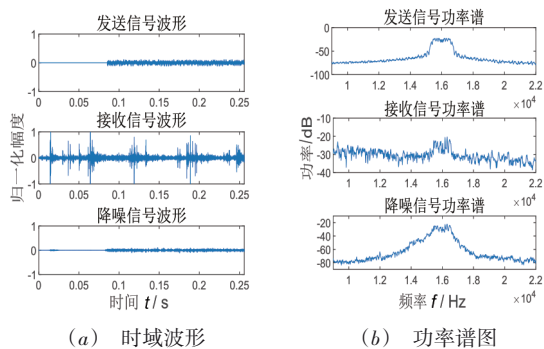 发送信号波形
1
0
-1
0 0.05 0.1 0.15 0.2 0.25
接收信号波形
1
0
-1
0 0.05 0.1 0.15 0.2 0.25
降噪信号波形
1
0
-1
0 0.05 0.1 0.15 0.2 0.25
归一化幅度
时间 t / s
(a) 时域波形
发送信号功率谱
0
-50
-100
1 1.2 1.4 1.6 1.8 2 2.2
×10⁴
接收信号功率谱
-10
-20
-30
-40
1 1.2 1.4 1.6 1.8 2 2.2
×10⁴
降噪信号功率谱
-20
-40
-60
-80
1 1.2 1.4 1.6 1.8 2 2.2
×10⁴
功率/dB
频率 f / Hz
(b) 功率谱图